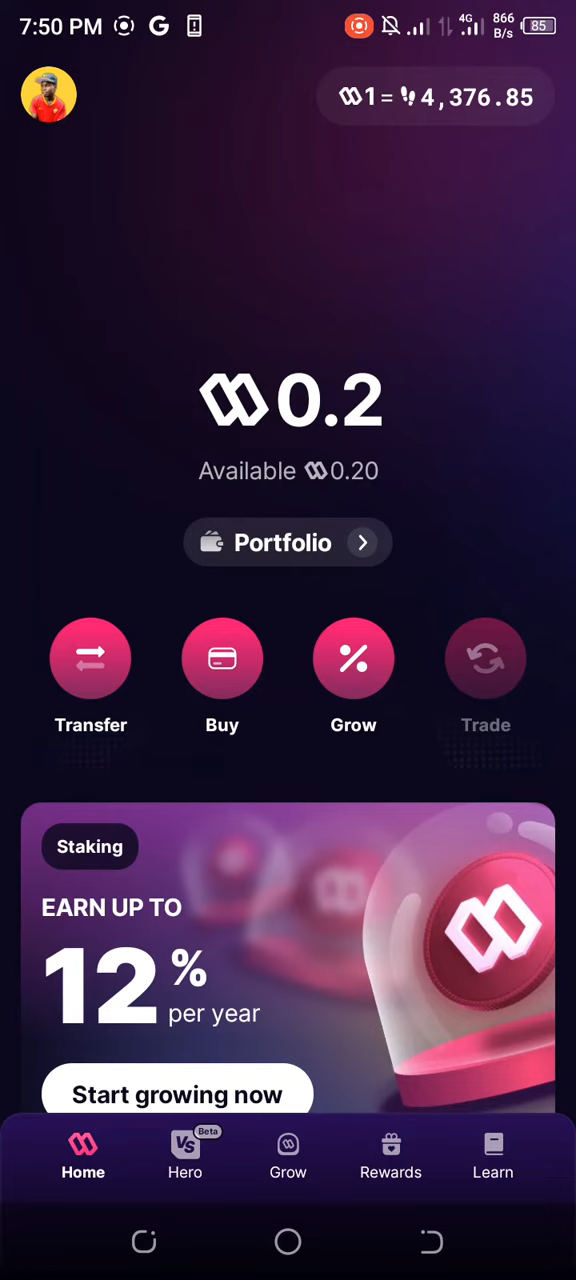 7:50 PM
4G
866
B/s
85
1 = 4,376.85
0.2
Available 0.20
Portfolio
Transfer
Buy
Grow
Trade
Staking
EARN UP TO
12%
per year
Start growing now
Beta
VS
Home
Hero
Grow
Rewards
Learn